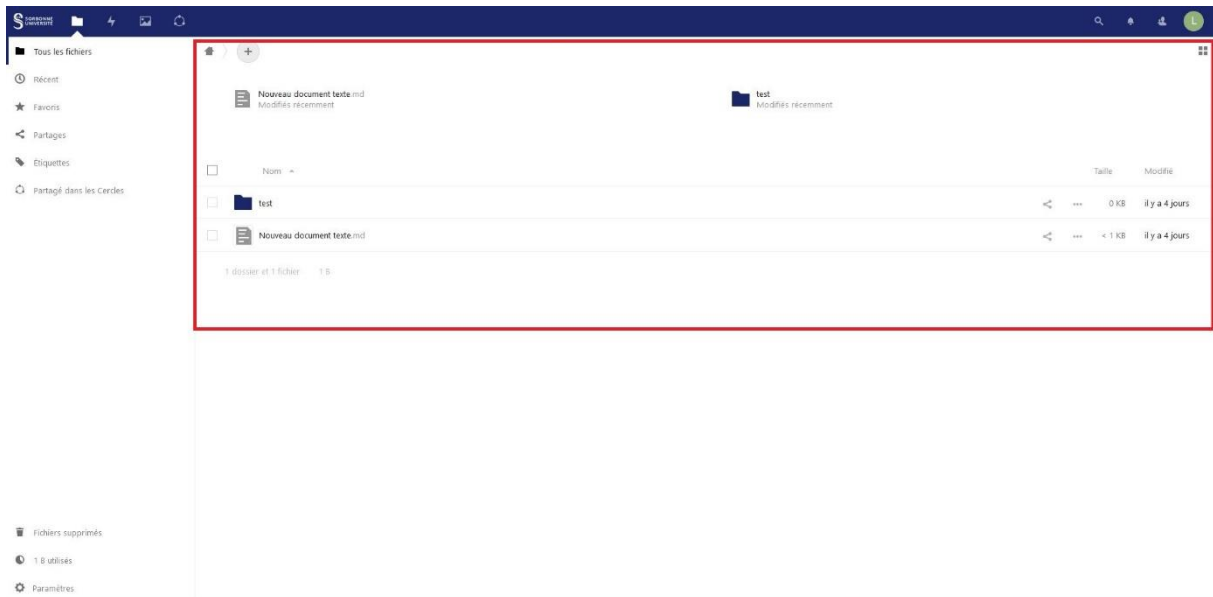 SORBONNE
UNIVERSITÉ
L
Tous les fichiers
Récent
Favoris
Partages
Étiquettes
Partagé dans les Cercles
Fichiers supprimés
1 B utilisés
Paramètres
+
Nouveau document texte.md
Modifiés récemment
test
Modifiés récemment
Nom Taille Modifié
test 0 KB il y a 4 jours
Nouveau document texte.md < 1 KB il y a 4 jours
1 dossier et 1 fichier 1 B